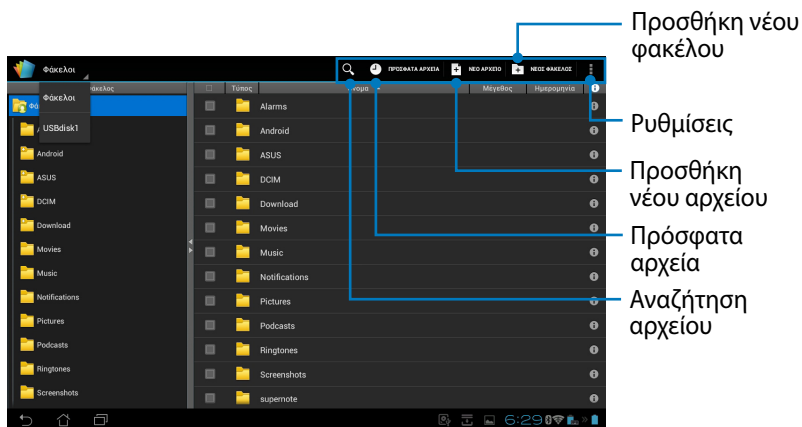 Προσθήκη νέου
φακέλου
Ρυθμίσεις
Προσθήκη
νέου αρχείου
Πρόσφατα
αρχεία
Αναζήτηση
αρχείου
Φάκελοι
ΠΡΟΣΦΑΤΑ ΑΡΧΕΙΑ
ΝΕΟ ΑΡΧΕΙΟ
ΝΕΟΣ ΦΑΚΕΛΟΣ
Φάκελοι
USBdisk1
Android
ASUS
DCIM
Download
Movies
Music
Notifications
Pictures
Podcasts
Ringtones
Screenshots
Τύπος
Μέγεθος
Ημερομηνία
Alarms
Android
ASUS
DCIM
Download
Movies
Music
Notifications
Pictures
Podcasts
Ringtones
Screenshots
supernote
6:29